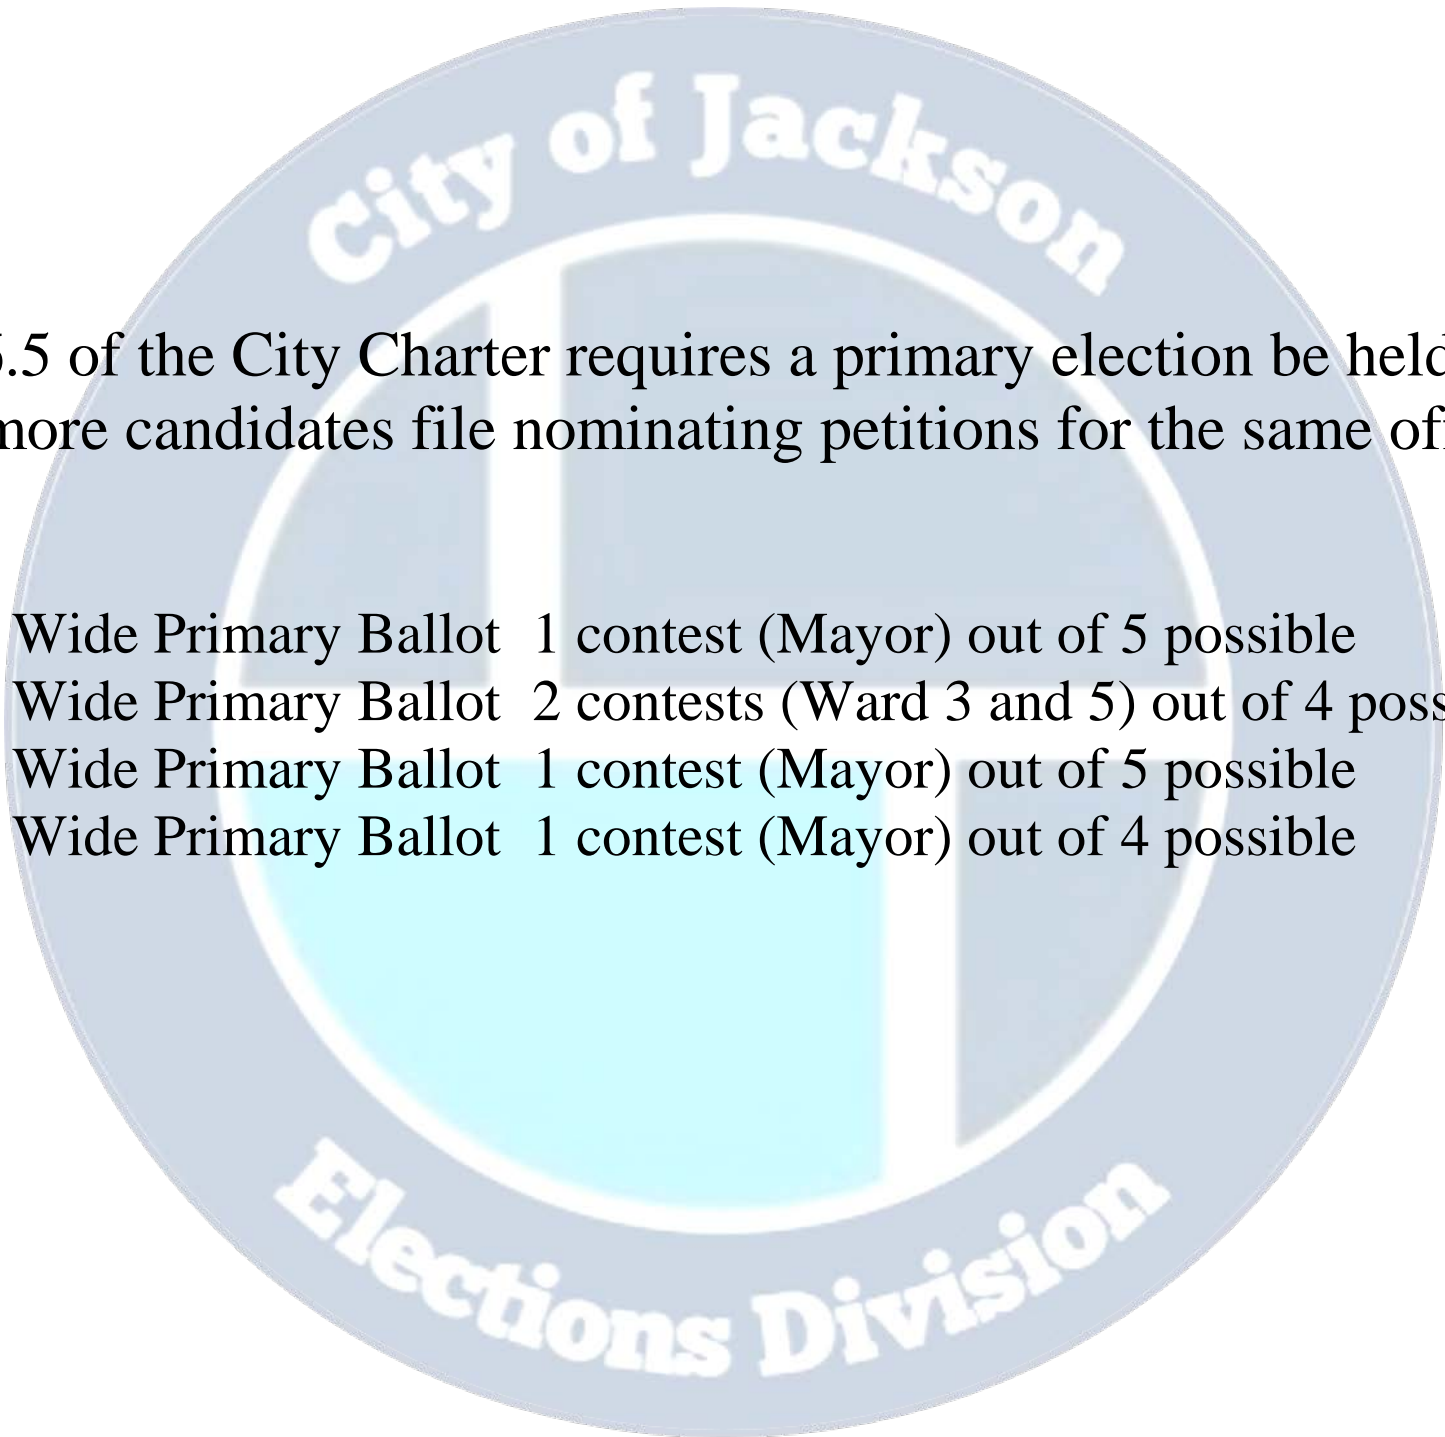 City of Jackson
.5 of the City Charter requires a primary election be held
more candidates file nominating petitions for the same of
Wide Primary Ballot 1 contest (Mayor) out of 5 possible
Wide Primary Ballot 2 contests (Ward 3 and 5) out of 4 poss
Wide Primary Ballot 1 contest (Mayor) out of 5 possible
Wide Primary Ballot 1 contest (Mayor) out of 4 possible
Elections Division